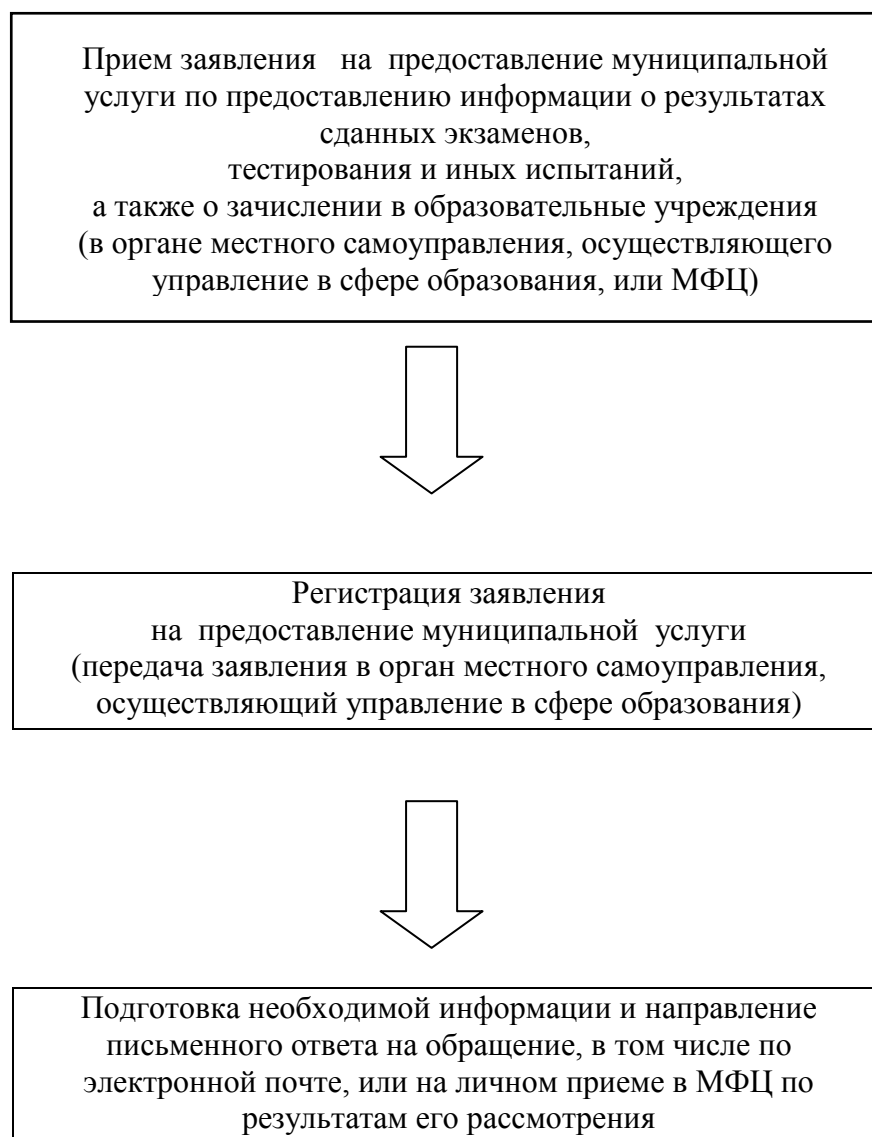 Прием заявления на предоставление муниципальной
услуги по предоставлению информации о результатах
сданных экзаменов,
тестирования и иных испытаний,
а также о зачислении в образовательные учреждения
(в органе местного самоуправления, осуществляющего
управление в сфере образования, или МФЦ)
Регистрация заявления
на предоставление муниципальной услуги
(передача заявления в орган местного самоуправления,
осуществляющий управление в сфере образования)
Подготовка необходимой информации и направление
письменного ответа на обращение, в том числе по
электронной почте, или на личном приеме в МФЦ по
результатам его рассмотрения